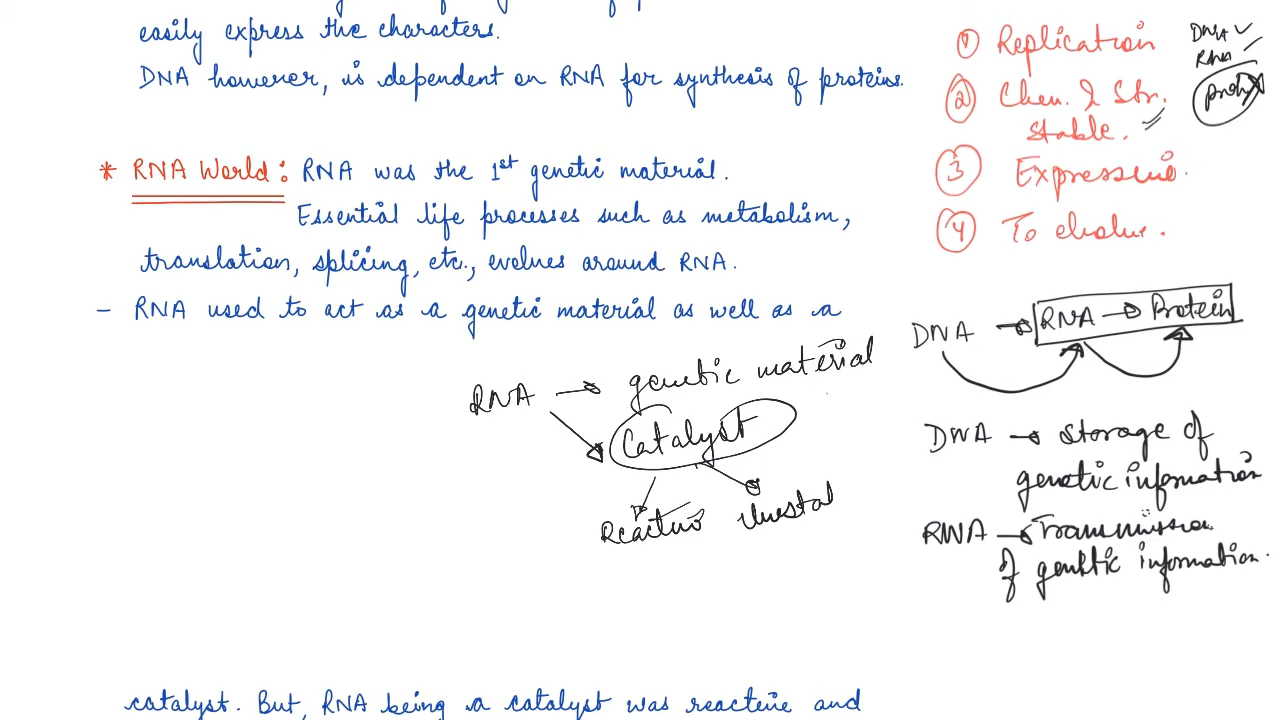 easily express the characters.
DNA however, is dependent on RNA for synthesis of proteins.
* RNA World: RNA was the 1st genetic material.
Essential life processes such as metabolism,
translation, splicing, etc., evolves around RNA.
- RNA used to act as a genetic material as well as a
RNA → genetic material
Catalyst
Reactive
catalyst. But, RNA being a catalyst was reactive and
① Replication
② Chem. & Str.
stable.
③ Expressive.
④ To evolve.
DNA ✓
RNA ✓
DNA → RNA → Protein
DNA → Storage of
genetic information
RNA → Transmission
of genetic information.